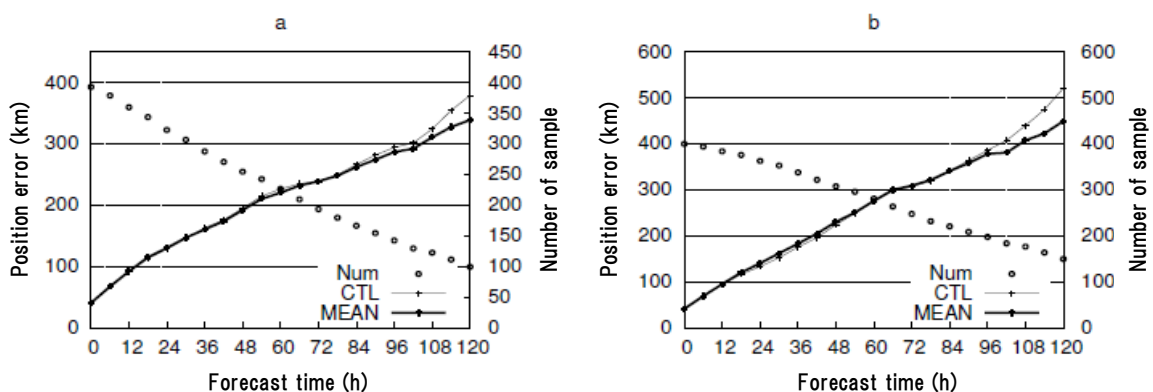 a
Position error (km)
400
300
200
100
0
450
400
350
300
250
200
150
100
50
0
Number of sample
Num
CTL
MEAN
0 12 24 36 48 60 72 84 96 108 120
Forecast time (h)
b
Position error (km)
600
500
400
300
200
100
0
600
500
400
300
200
100
0
Number of sample
Num
CTL
MEAN
0 12 24 36 48 60 72 84 96 108 120
Forecast time (h)